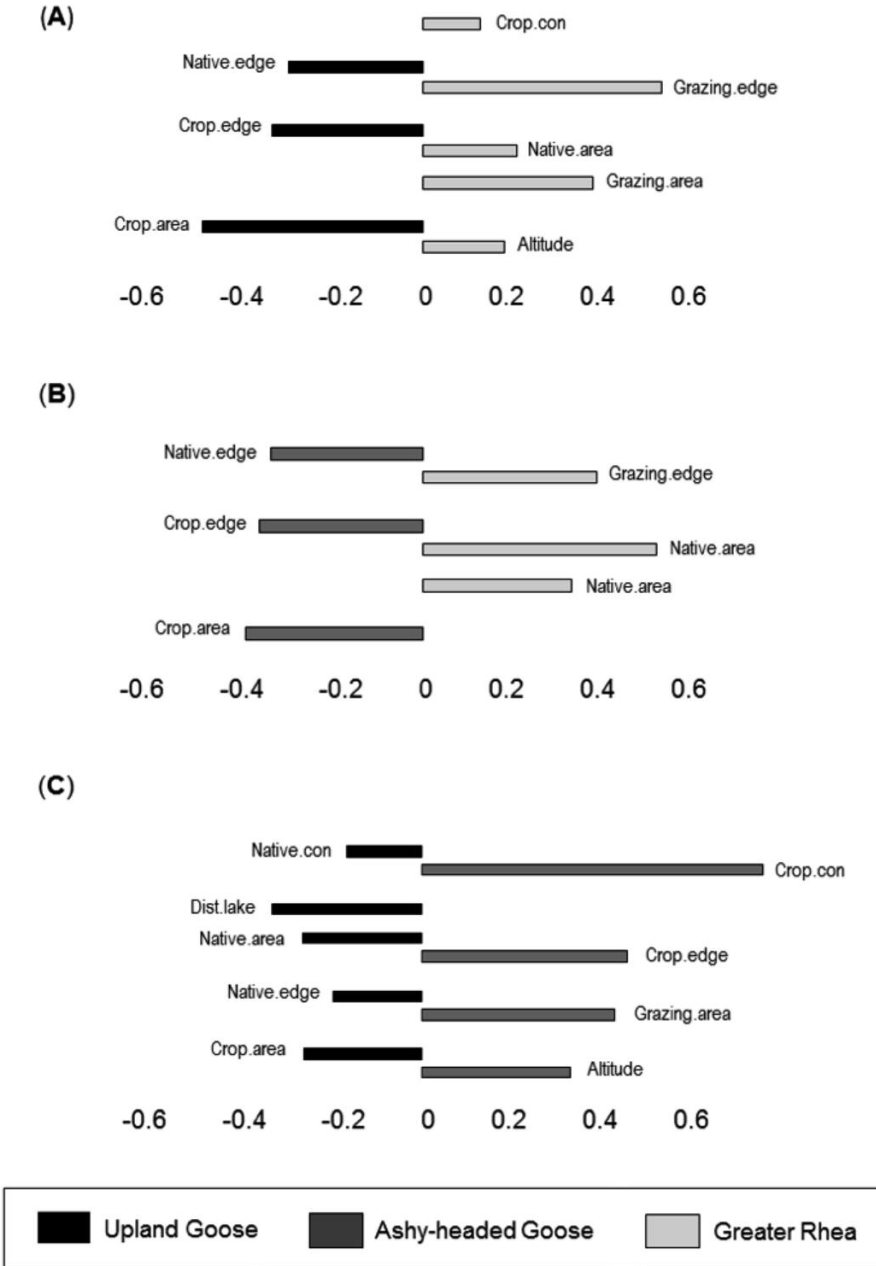 (A)
Crop.con
Native.edge
Grazing.edge
Crop.edge
Native.area
Grazing.area
Crop.area
Altitude
-0.6 -0.4 -0.2 0 0.2 0.4 0.6
(B)
Native.edge
Grazing.edge
Crop.edge
Native.area
Native.area
Crop.area
-0.6 -0.4 -0.2 0 0.2 0.4 0.6
(C)
Native.con
Crop.con
Dist.lake
Native.area
Crop.edge
Native.edge
Grazing.area
Crop.area
Altitude
-0.6 -0.4 -0.2 0 0.2 0.4 0.6
Upland Goose Ashy-headed Goose Greater Rhea